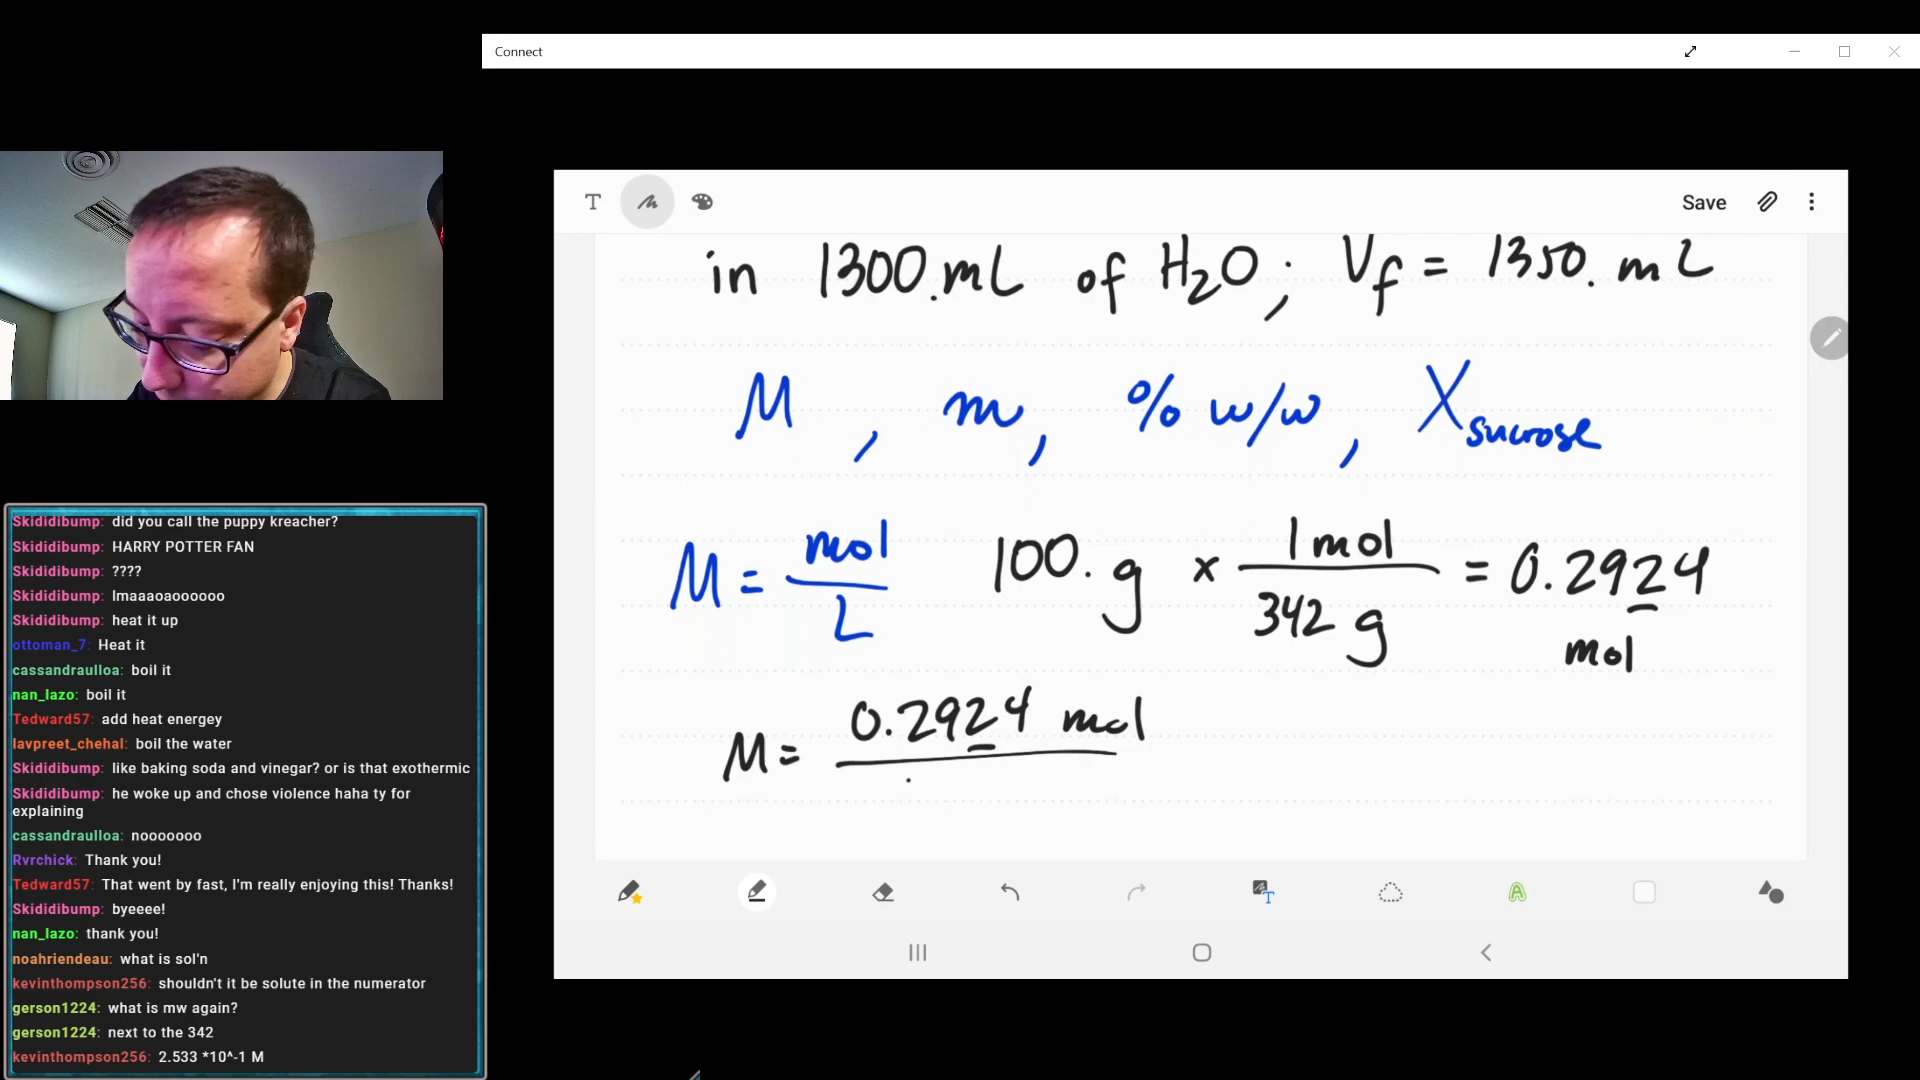 Connect
T
Save
in 1300. mL of H₂O; Vf = 1350. mL
M, m, % w/w, Xsucrose
M = mol/L 100. g x 1 mol/342 g = 0.2924 mol
M = 0.2924 mol
Skididibump: did you call the puppy kreacher?
Skididibump: HARRY POTTER FAN
Skididibump: ????
Skididibump: lmaaaoaoooooo
Skididibump: heat it up
ottoman_7: Heat it
cassandraulloa: boil it
nan_lazo: boil it
Tedward57: add heat energey
lavpreet_chehal: boil the water
Skididibump: like baking soda and vinegar? or is that exothermic
Skididibump: he woke up and chose violence haha ty for
explaining
cassandraulloa: nooooooo
Rvrchick: Thank you!
Tedward57: That went by fast, I'm really enjoying this! Thanks!
Skididibump: byeeee!
nan_lazo: thank you!
noahriendeau: what is sol'n
kevinthompson256: shouldn't it be solute in the numerator
gerson1224: what is mw again?
gerson1224: next to the 342
kevinthompson256: 2.533 *10^-1 M